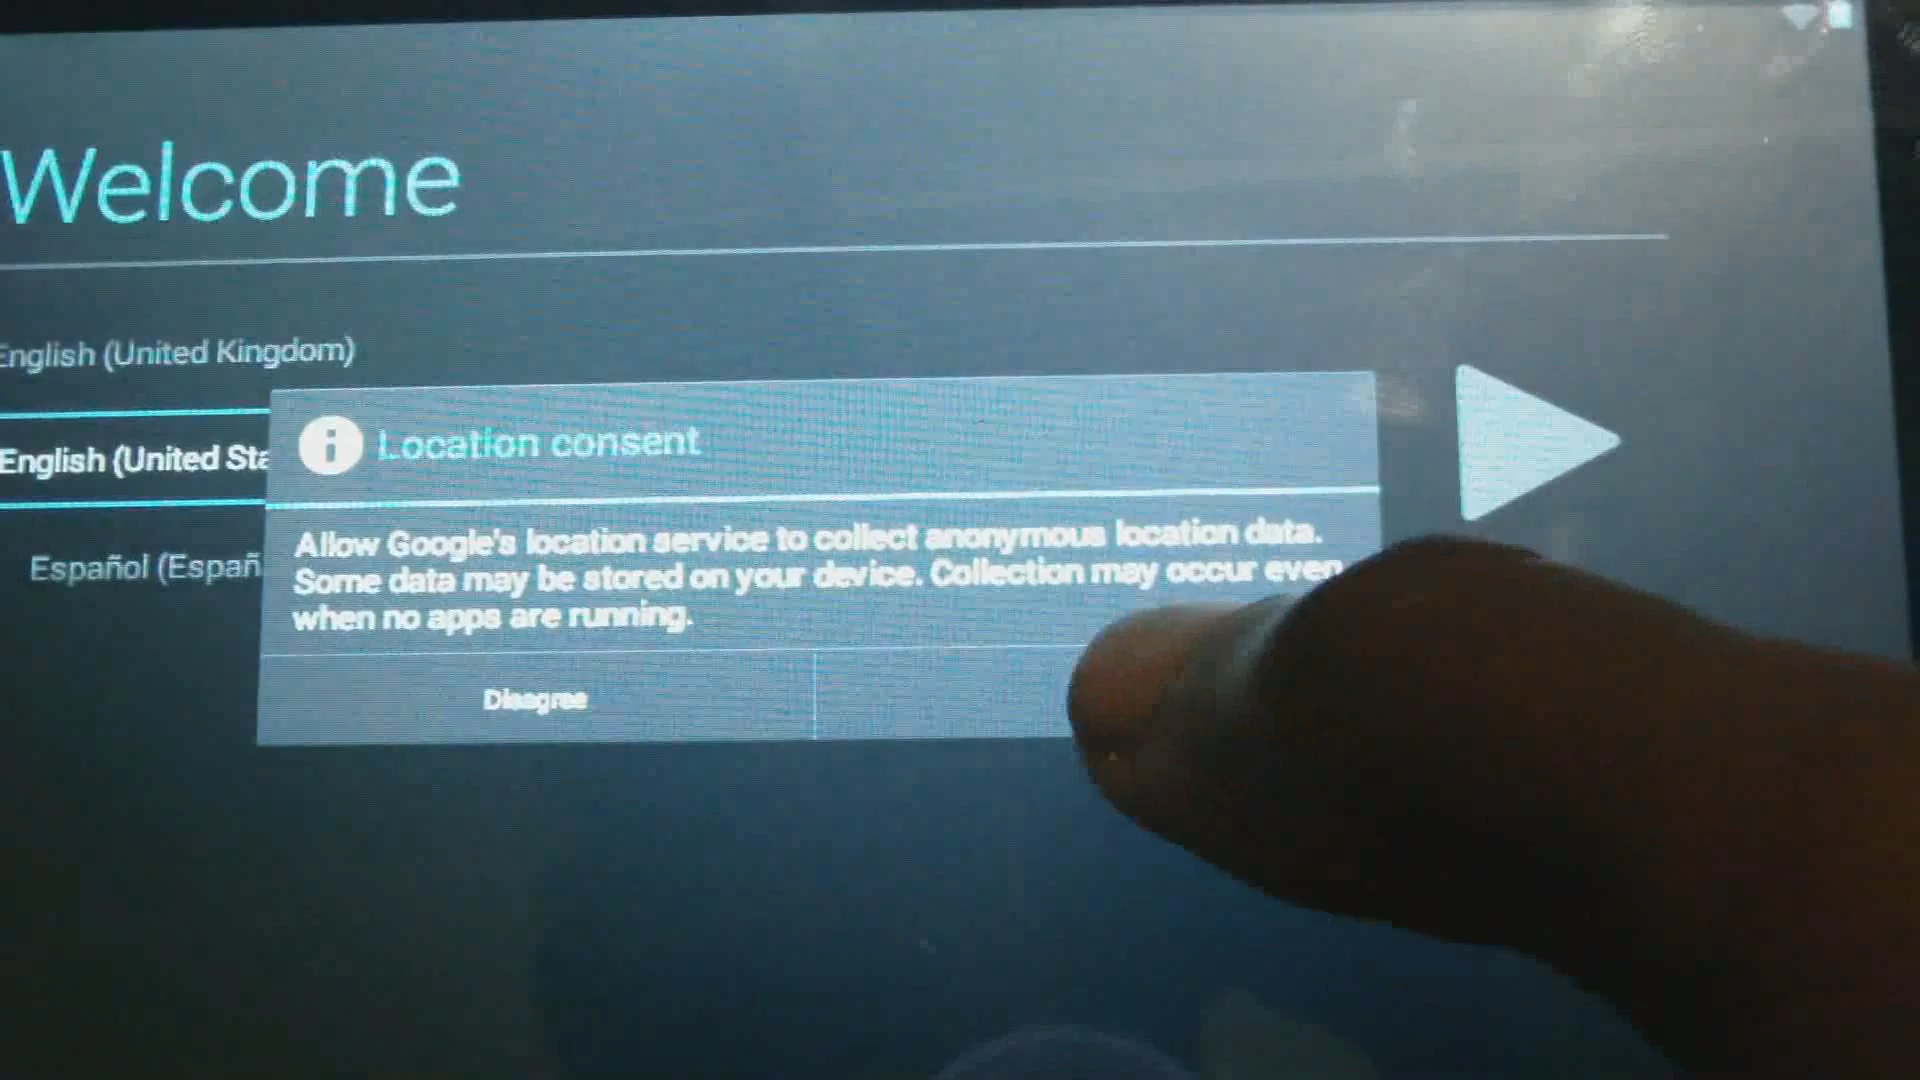 Welcome
English (United Kingdom)
English (United Sta
Español (Españ
Location consent
Allow Google's location service to collect anonymous location data.
Some data may be stored on your device. Collection may occur even
when no apps are running.
Disagree